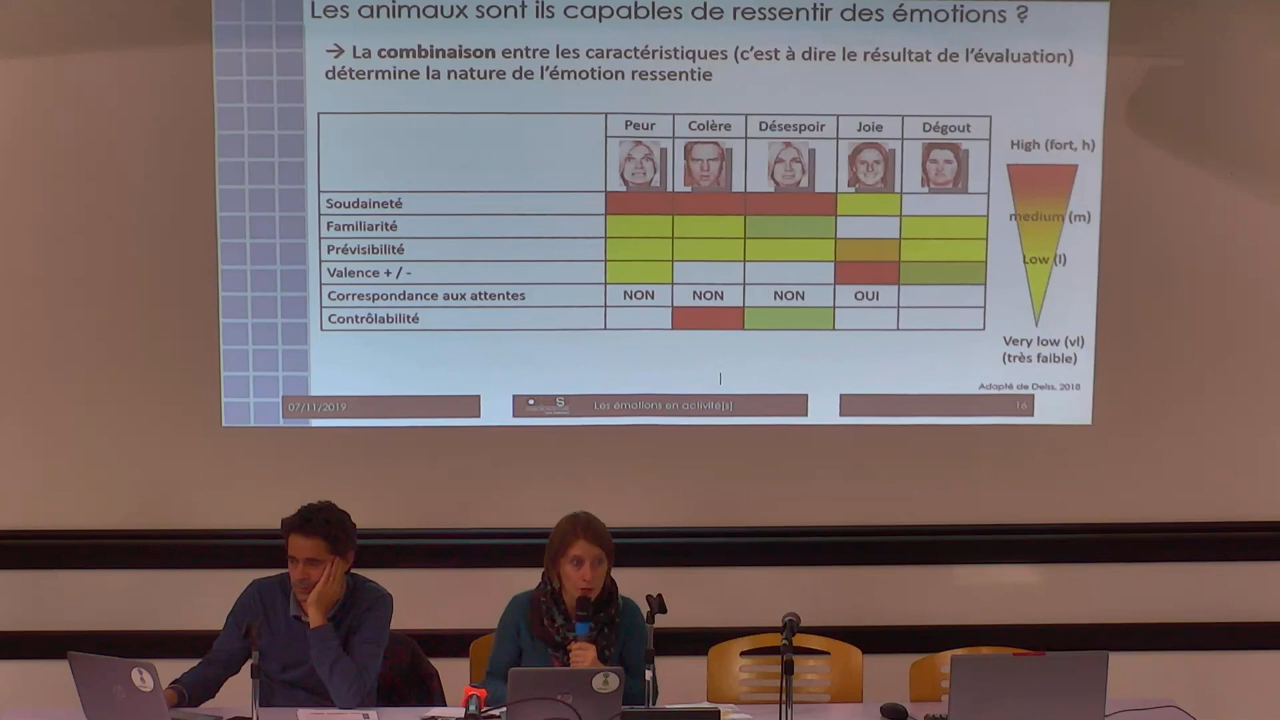 Les animaux sont ils capables de ressentir des émotions ?
→ La combinaison entre les caractéristiques (c'est à dire le résultat de l'évaluation)
détermine la nature de l'émotion ressentie
Peur Colère Désespoir Joie Dégout
Soudaineté
Familiarité
Prévisibilité
Valence + / -
Correspondance aux attentes NON NON NON OUI
Contrôlabilité
High (fort, h)
medium (m)
Low (l)
Very low (vl)
(très faible)
Adapté de Deiss, 2018
07/11/2019 Les émotions en activité[s] 16